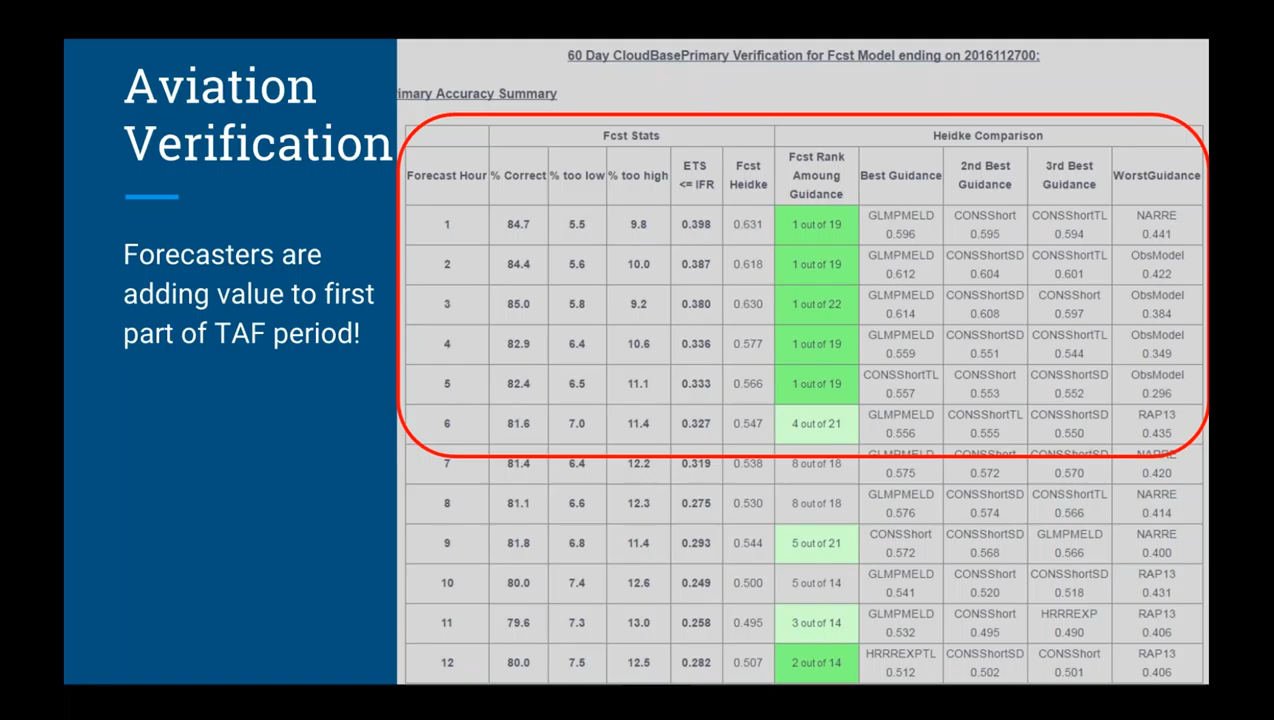 Aviation
Verification
Forecasters are
adding value to first
part of TAF period!
60 Day CloudBasePrimary Verification for Fcst Model ending on 2016112700:
imary Accuracy Summary
Fcst Stats Heidke Comparison
Forecast Hour % Correct % too low % too high ETS <= IFR Fcst Heidke Fcst Rank Amoung Guidance Best Guidance 2nd Best Guidance 3rd Best Guidance WorstGuidance
1 84.7 5.5 9.8 0.398 0.631 1 out of 19 GLMPMELD 0.596 CONSShort 0.595 CONSShortTL 0.594 NARRE 0.441
2 84.4 5.6 10.0 0.387 0.618 1 out of 19 GLMPMELD 0.612 CONSShortSD 0.604 CONSShortTL 0.601 ObsModel 0.422
3 85.0 5.8 9.2 0.380 0.630 1 out of 22 GLMPMELD 0.614 CONSShortSD 0.608 CONSShort 0.597 ObsModel 0.384
4 82.9 6.4 10.6 0.336 0.577 1 out of 19 GLMPMELD 0.559 CONSShortSD 0.551 CONSShortTL 0.544 ObsModel 0.349
5 82.4 6.5 11.1 0.333 0.566 1 out of 19 CONSShortTL 0.557 CONSShort 0.553 CONSShortSD 0.552 ObsModel 0.296
6 81.6 7.0 11.4 0.327 0.547 4 out of 21 GLMPMELD 0.556 CONSShortTL 0.555 CONSShortSD 0.550 RAP13 0.435
7 81.4 6.4 12.2 0.319 0.538 8 out of 18 GLMPMELD 0.575 CONSShort 0.572 CONSShortSD 0.570 NARRE 0.420
8 81.1 6.6 12.3 0.275 0.530 8 out of 18 GLMPMELD 0.576 CONSShortSD 0.574 CONSShortTL 0.566 NARRE 0.414
9 81.8 6.8 11.4 0.293 0.544 5 out of 21 CONSShort 0.572 CONSShortSD 0.568 GLMPMELD 0.566 NARRE 0.400
10 80.0 7.4 12.6 0.249 0.500 5 out of 14 GLMPMELD 0.541 CONSShort 0.520 CONSShortSD 0.518 RAP13 0.431
11 79.6 7.3 13.0 0.258 0.495 3 out of 14 GLMPMELD 0.532 CONSShort 0.495 HRRREXP 0.490 RAP13 0.406
12 80.0 7.5 12.5 0.282 0.507 2 out of 14 HRRREXPTL 0.512 CONSShortSD 0.502 CONSShort 0.501 RAP13 0.406